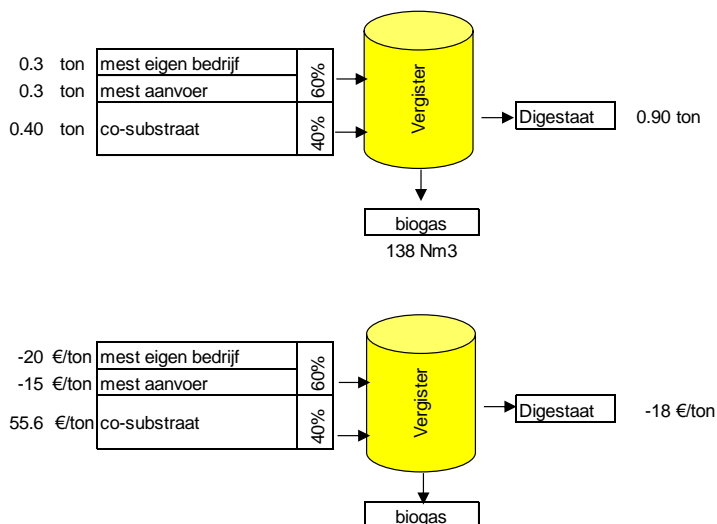 0.3 ton mest eigen bedrijf
0.3 ton mest aanvoer
60%
0.40 ton co-substraat
40%
Vergister
Digestaat 0.90 ton
biogas
138 Nm3
-20 €/ton mest eigen bedrijf
-15 €/ton mest aanvoer
60%
55.6 €/ton co-substraat
40%
Vergister
Digestaat -18 €/ton
biogas